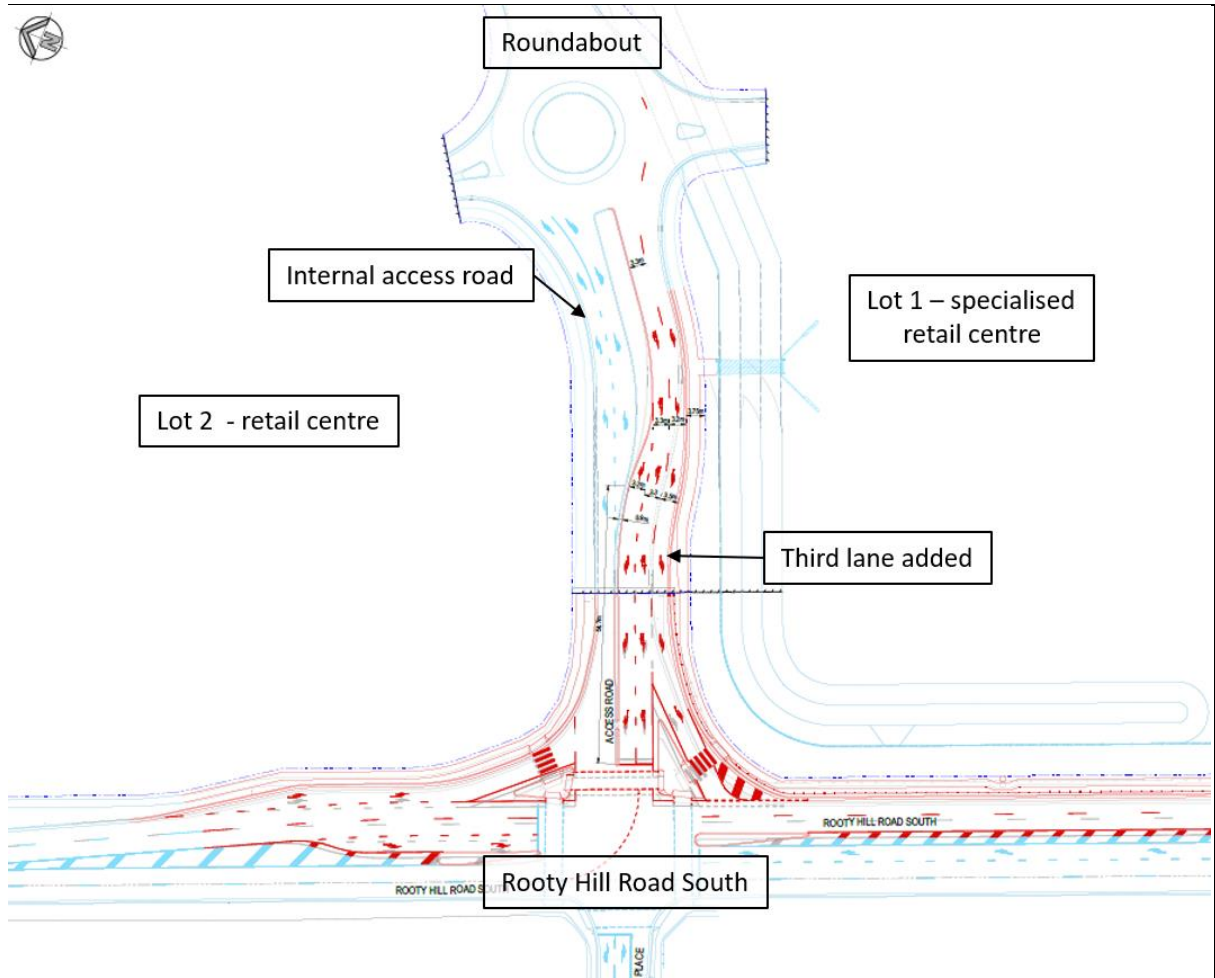 Roundabout
Internal access road
Lot 1 – specialised
retail centre
Lot 2 - retail centre
Third lane added
ACCESS ROAD
ROOTY HILL ROAD SOUTH
ROOTY HILL ROAD S
Rooty Hill Road South
PLACE